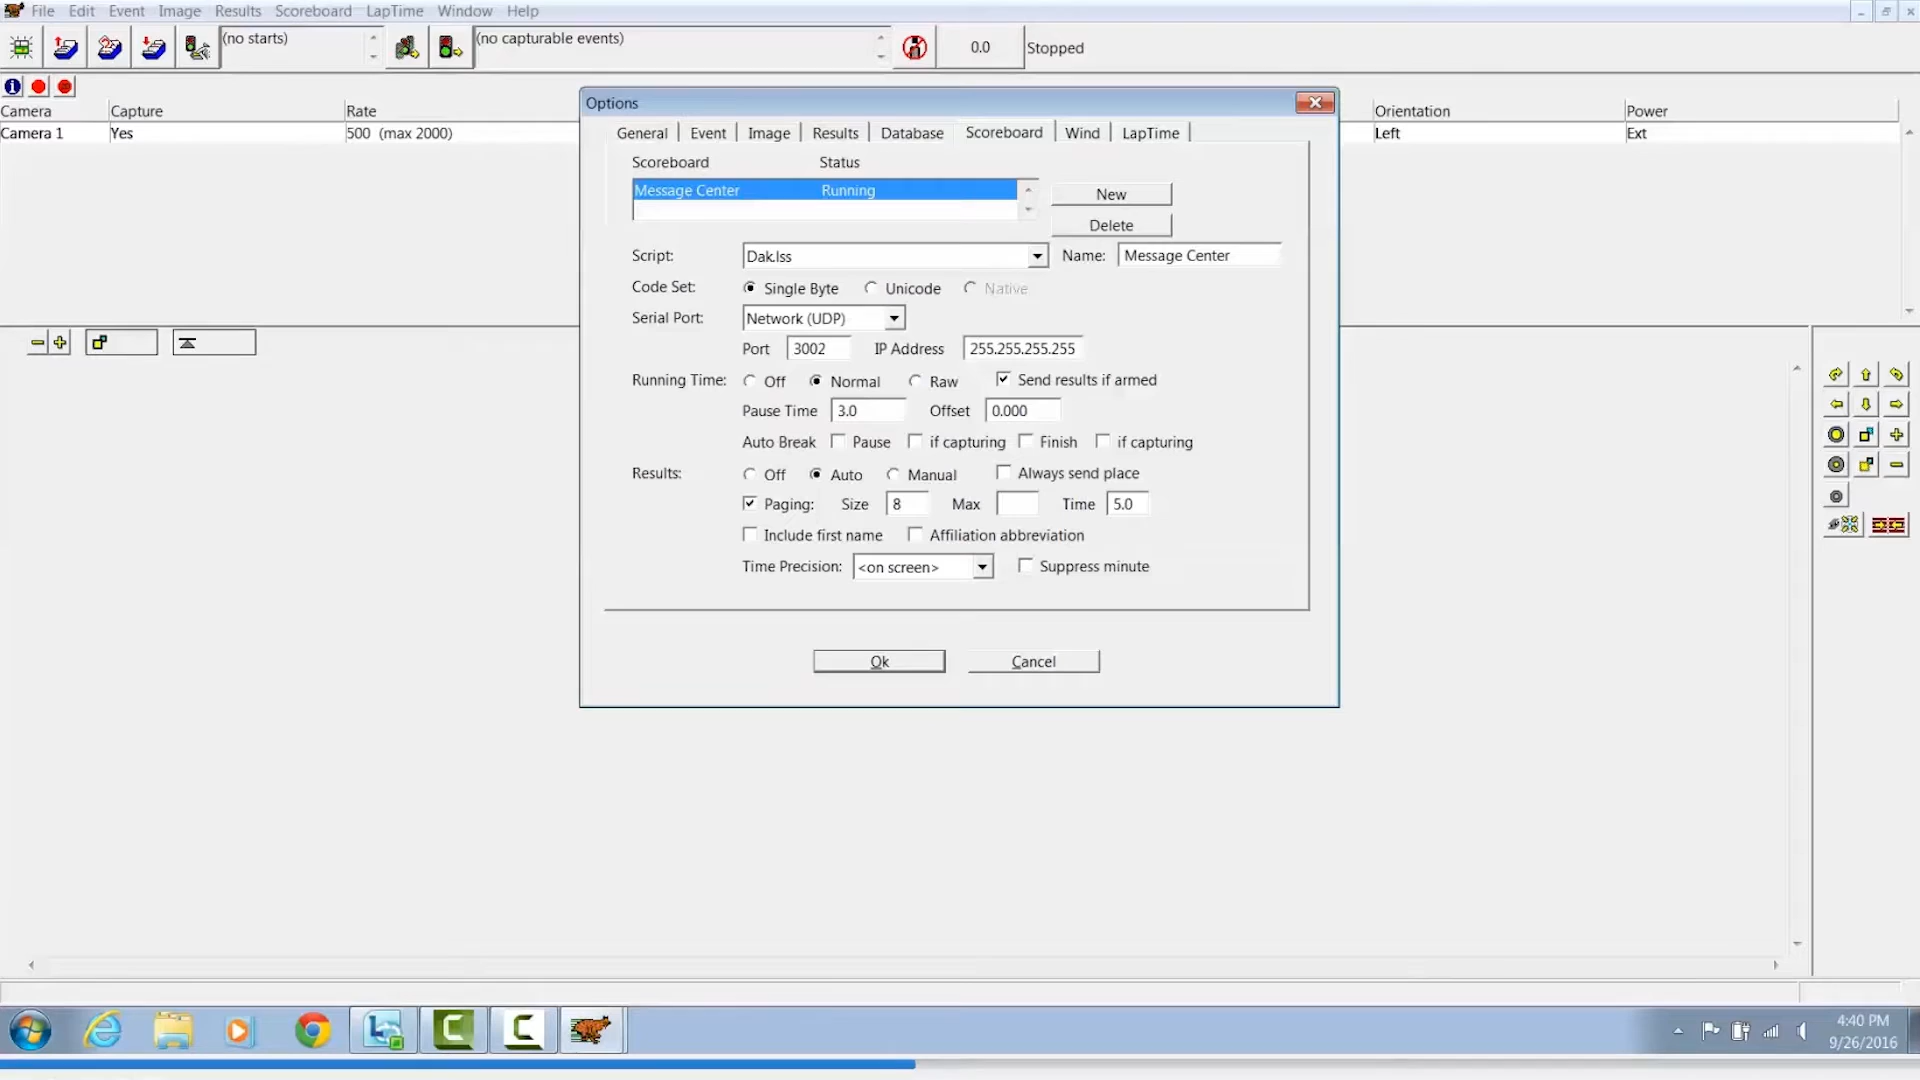 File Edit Event Image Results Scoreboard LapTime Window Help
(no starts) (no capturable events) 0.0 Stopped
Camera Capture Rate Orientation Power
Camera 1 Yes 500 (max 2000) Left Ext
Options
General Event Image Results Database Scoreboard Wind LapTime
Scoreboard Status
Message Center Running
New
Delete
Script: Dak.lss Name: Message Center
Code Set: Single Byte Unicode Native
Serial Port: Network (UDP)
Port 3002 IP Address 255.255.255.255
Running Time: Off Normal Raw Send results if armed
Pause Time 3.0 Offset 0.000
Auto Break Pause if capturing Finish if capturing
Results: Off Auto Manual Always send place
Paging: Size 8 Max Time 5.0
Include first name Affiliation abbreviation
Time Precision: <on screen> Suppress minute
Ok Cancel
4:40 PM
9/26/2016